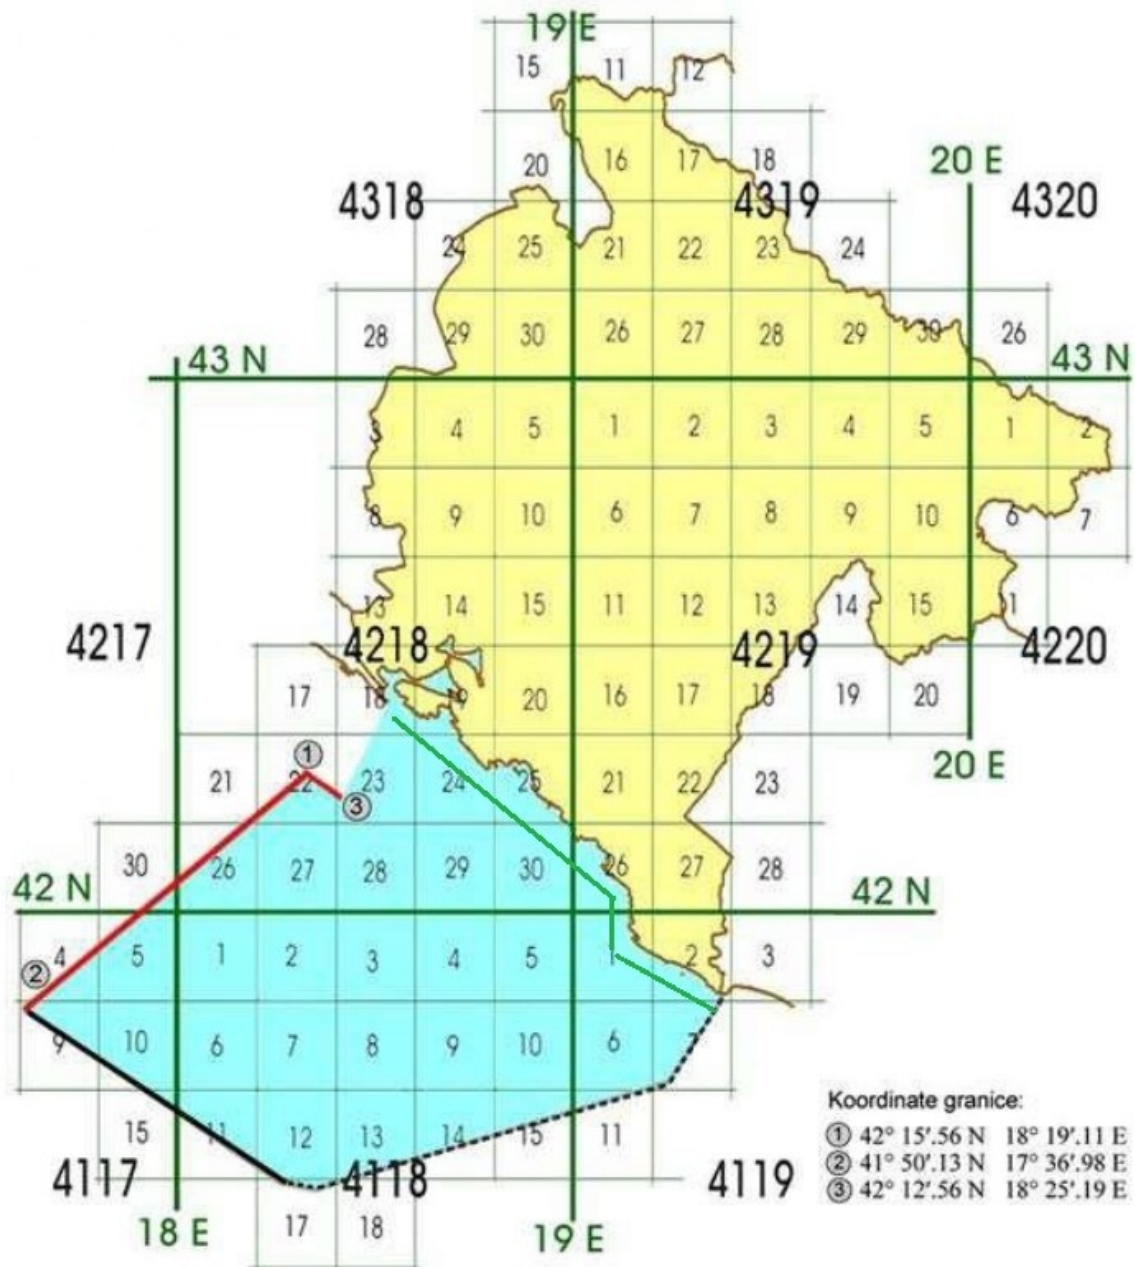 19 E
15 11 12
20 16 17 18
20 E
4318 4319 4320
24 25 21 22 23 24
28 29 30 26 27 28 29 30 26
43 N 43 N
3 4 5 1 2 3 4 5 1 2
8 9 10 6 7 8 9 10 6 7
13 14 15 11 12 13 14 15 1
4217 4218 4219 4220
17 18 19 20 16 17 18 19 20
20 E
1
21 22 23 24 25 21 22 23
3
30 26 27 28 29 30 26 27 28
42 N 42 N
4 5 1 2 3 4 5 1 2 3
2
9 10 6 7 8 9 10 6 7
15 11 12 13 14 15 11
4117 4118 4119
18 E 17 18 19 E
Koordinate granice:
1 42° 15'.56 N 18° 19'.11 E
2 41° 50'.13 N 17° 36'.98 E
3 42° 12'.56 N 18° 25'.19 E